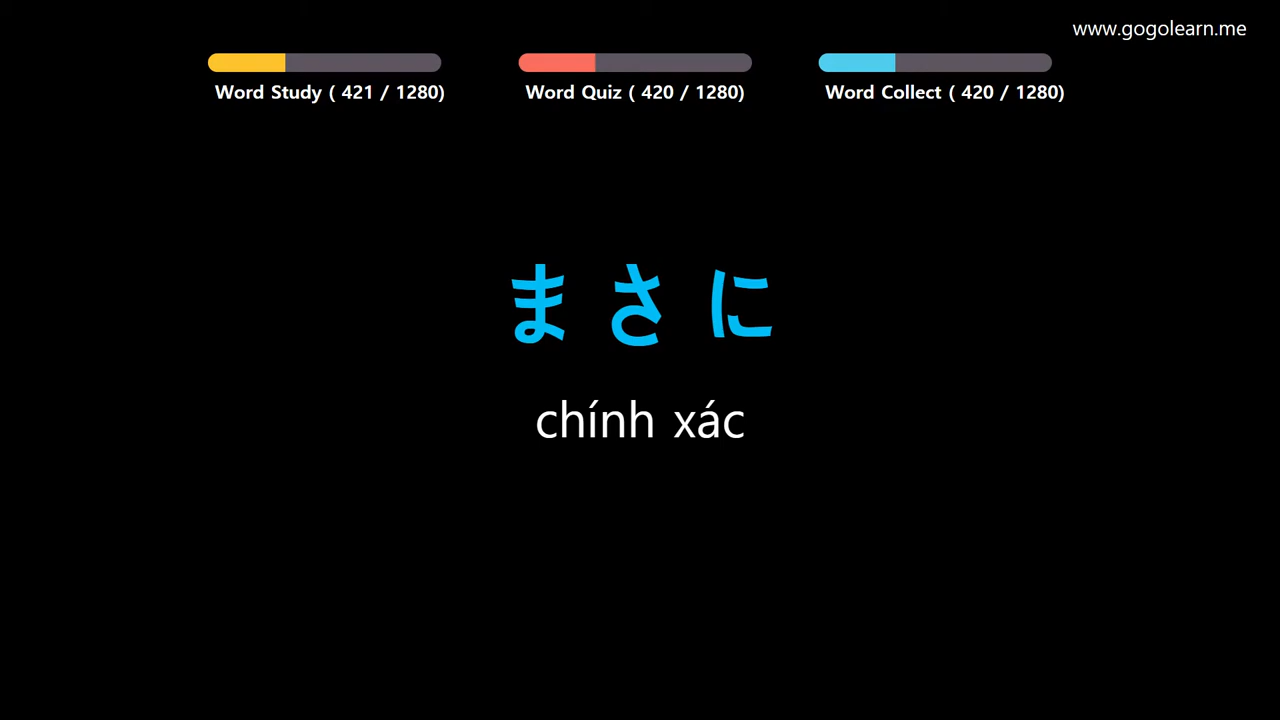 www.gogolearn.me
Word Study ( 421 / 1280) Word Quiz ( 420 / 1280) Word Collect ( 420 / 1280)
まさに
chính xác